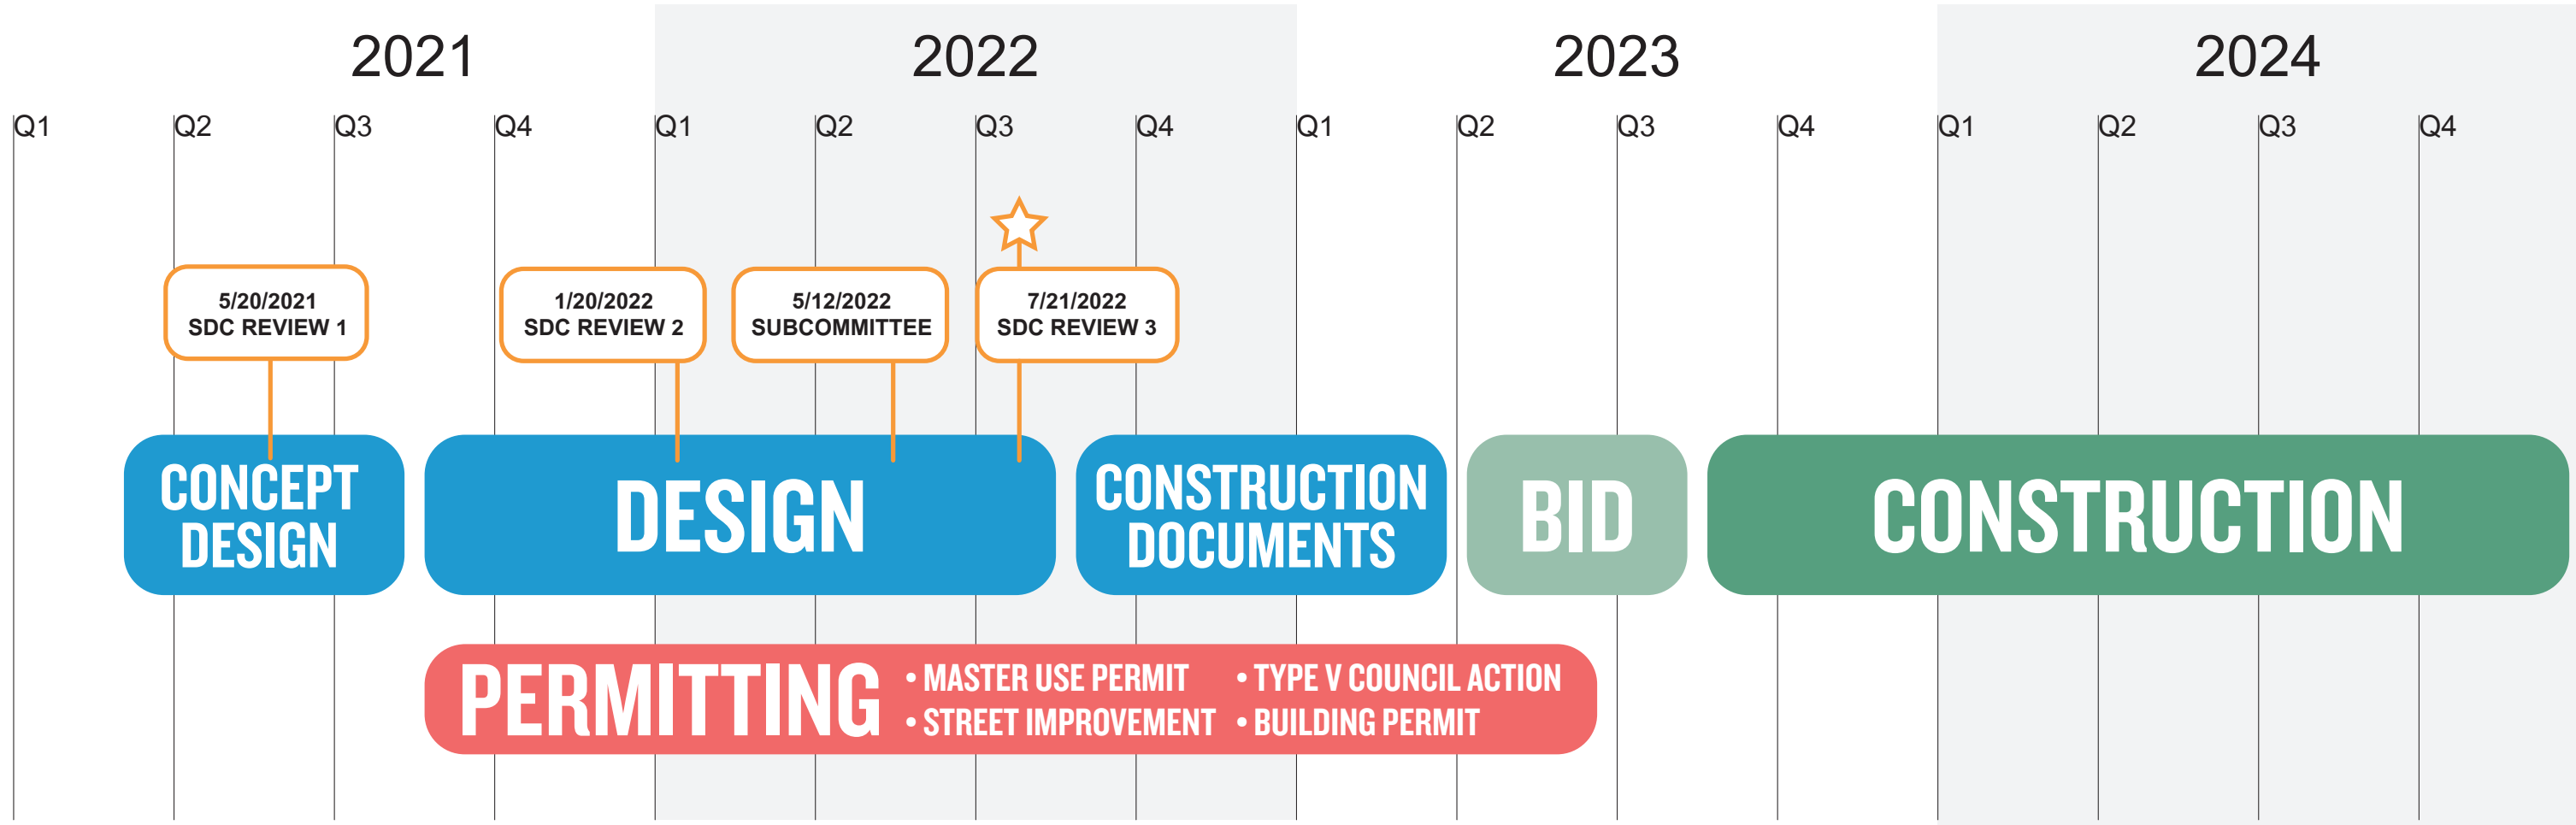 2021 2022 2023 2024
Q1 Q2 Q3 Q4 Q1 Q2 Q3 Q4 Q1 Q2 Q3 Q4 Q1 Q2 Q3 Q4
5/20/2021
SDC REVIEW 1
1/20/2022
SDC REVIEW 2
5/12/2022
SUBCOMMITTEE
7/21/2022
SDC REVIEW 3
CONCEPT
DESIGN
DESIGN
CONSTRUCTION
DOCUMENTS
BID
CONSTRUCTION
PERMITTING
• MASTER USE PERMIT
• STREET IMPROVEMENT
• TYPE V COUNCIL ACTION
• BUILDING PERMIT